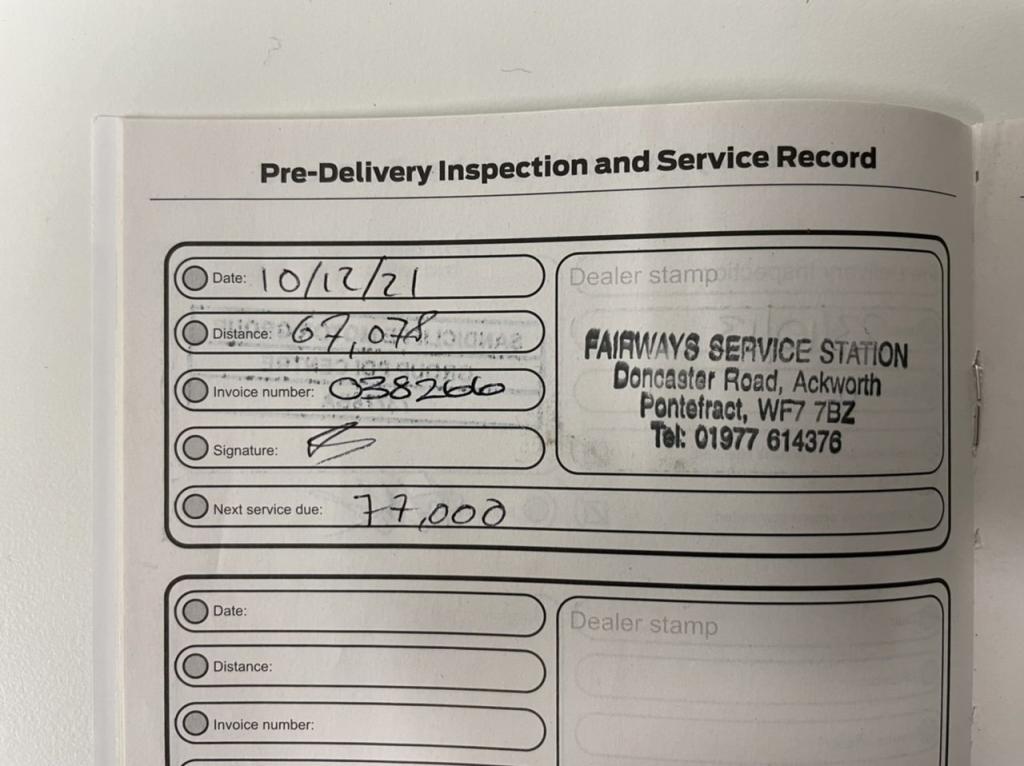 Pre-Delivery Inspection and Service Record
Date: 10/12/21
Dealer stamp
Distance: 67,078
FAIRWAYS SERVICE STATION
Doncaster Road, Ackworth
Pontefract, WF7 7BZ
Tel: 01977 614376
Invoice number: 038266
Signature:
Next service due: 77,000
Date:
Dealer stamp
Distance:
Invoice number: